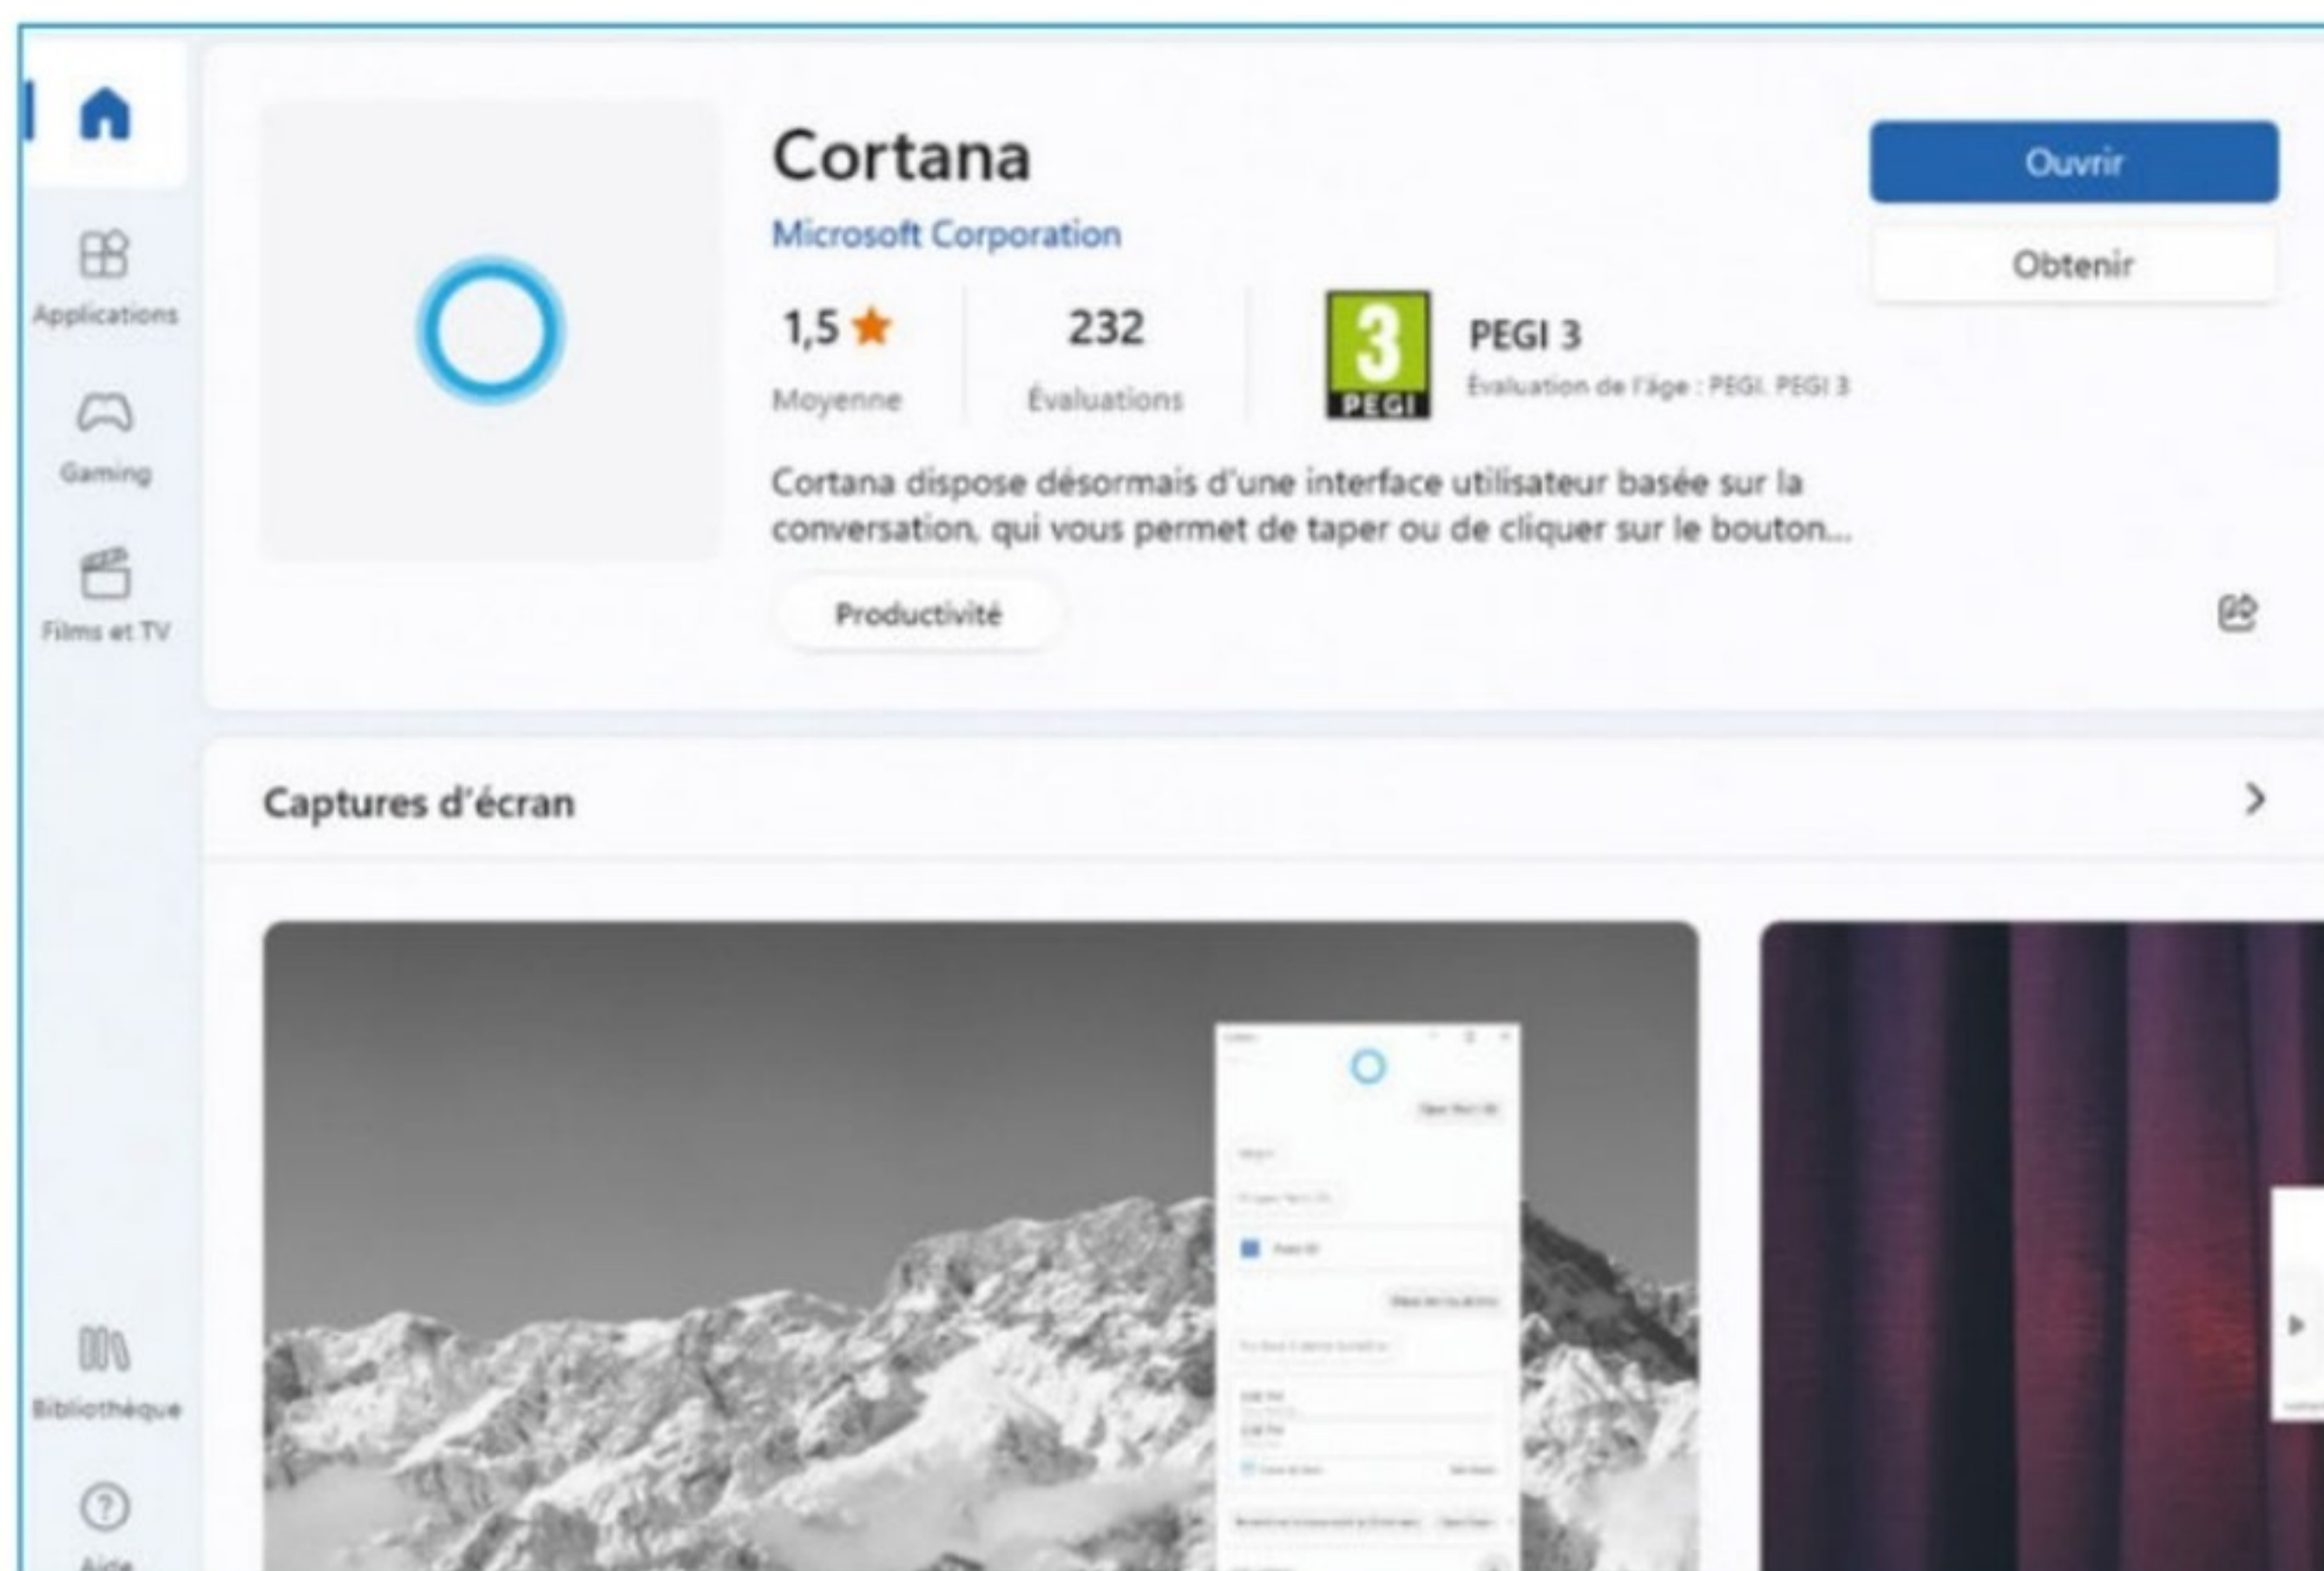 Cortana
Ouvrir
Microsoft Corporation
Obtenir
1,5
232
3
PEGI
PEGI 3
Évaluation de l'âge : PEGI. PEGI 3
Moyenne
Évaluations
Cortana dispose désormais d'une interface utilisateur basée sur la
conversation, qui vous permet de taper ou de cliquer sur le bouton...
Productivité
Applications
Gaming
Films et TV
Captures d'écran
Bibliothèque
Aide